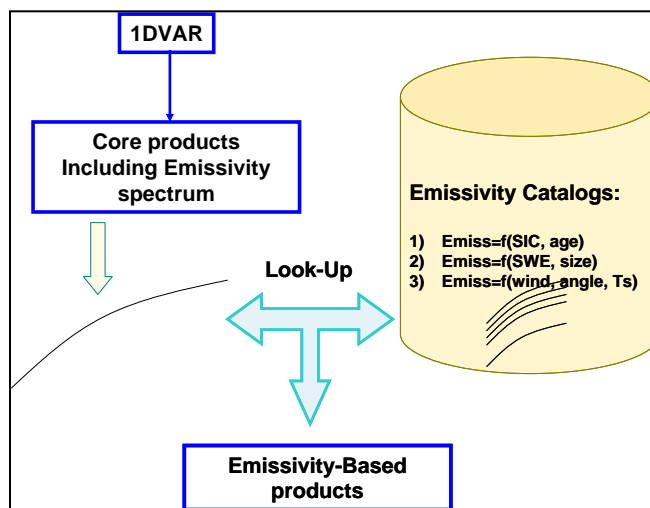 1DVAR
Core products
Including Emissivity
spectrum
Emissivity Catalogs:
1) Emiss=f(SIC, age)
2) Emiss=f(SWE, size)
3) Emiss=f(wind, angle, Ts)
Look-Up
Emissivity-Based
products